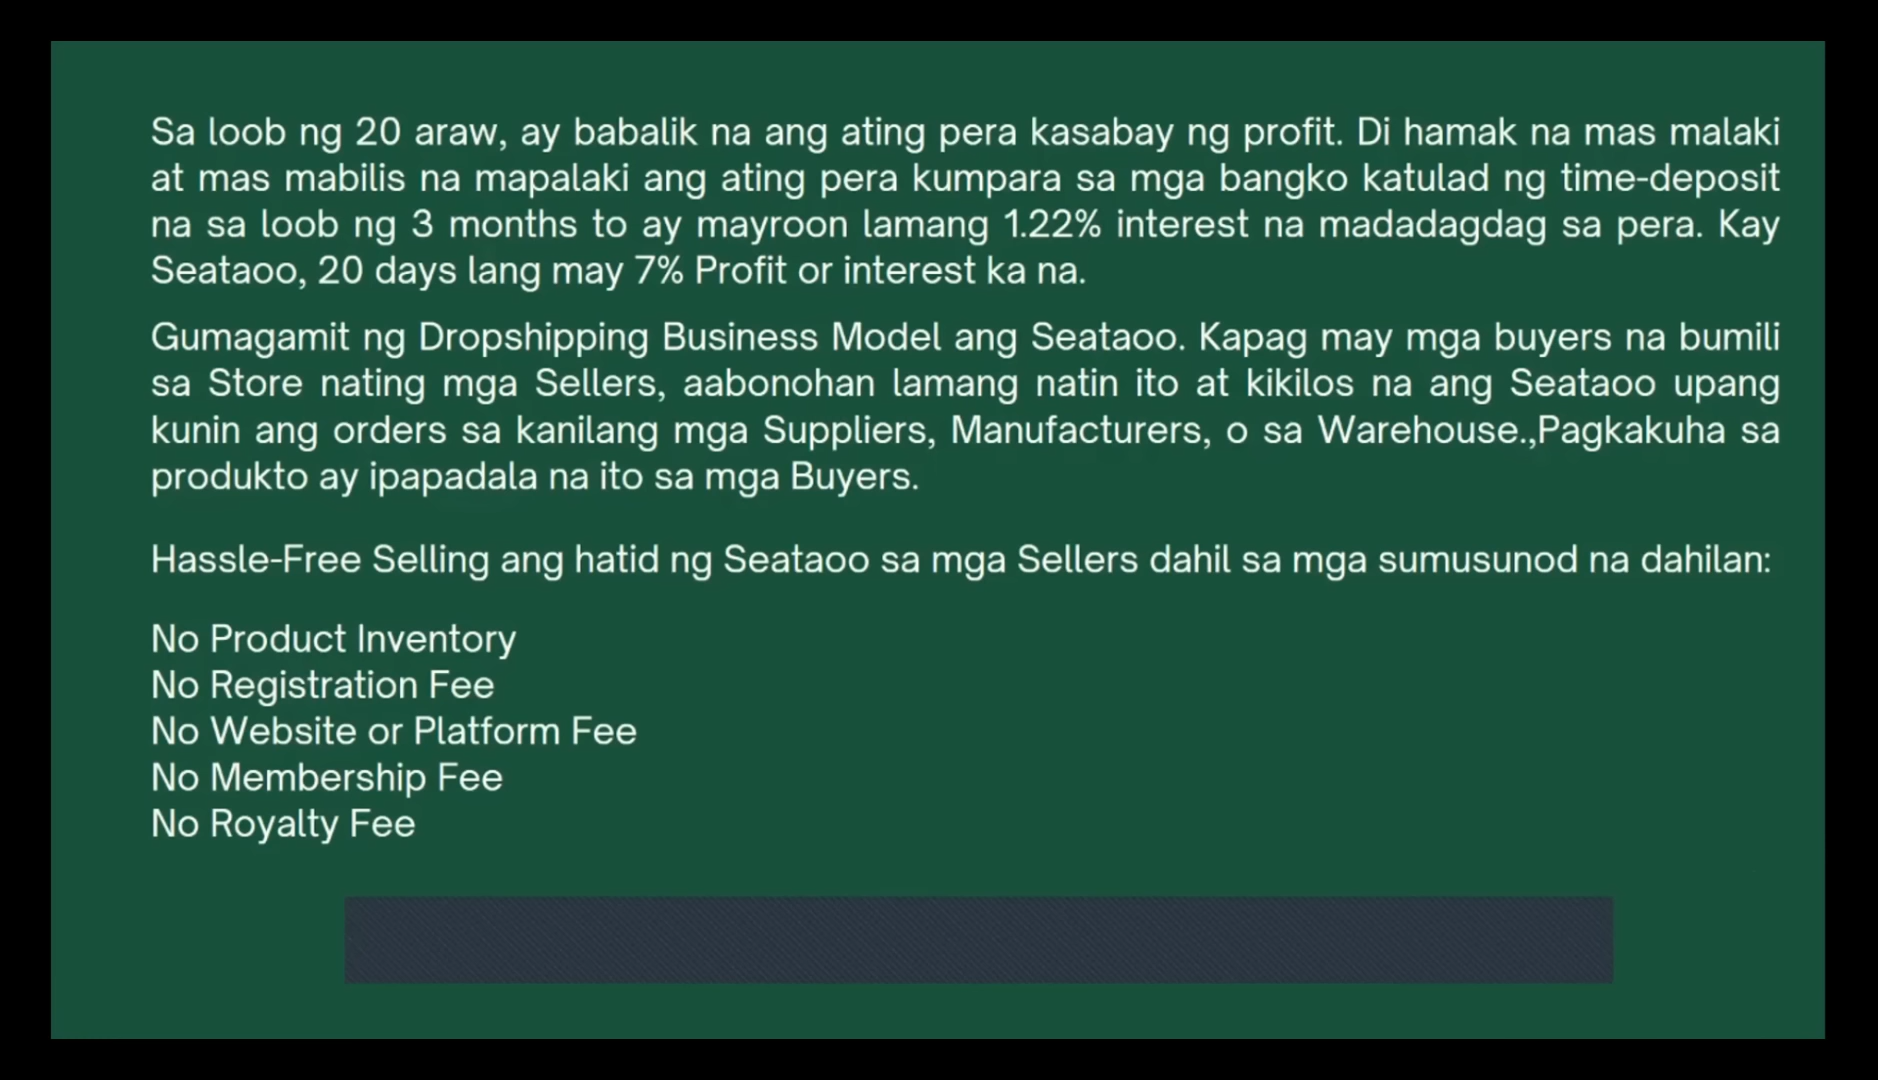 Sa loob ng 20 araw, ay babalik na ang ating pera kasabay ng profit. Di hamak na mas malaki
at mas mabilis na mapalaki ang ating pera kumpara sa mga bangko katulad ng time-deposit
na sa loob ng 3 months to ay mayroon lamang 1.22% interest na madadagdag sa pera. Kay
Seataoo, 20 days lang may 7% Profit or interest ka na.
Gumagamit ng Dropshipping Business Model ang Seataoo. Kapag may mga buyers na bumili
sa Store nating mga Sellers, aabonohan lamang natin ito at kikilos na ang Seataoo upang
kunin ang orders sa kanilang mga Suppliers, Manufacturers, o sa Warehouse.,Pagkakuha sa
produkto ay ipapadala na ito sa mga Buyers.
Hassle-Free Selling ang hatid ng Seataoo sa mga Sellers dahil sa mga sumusunod na dahilan:
No Product Inventory
No Registration Fee
No Website or Platform Fee
No Membership Fee
No Royalty Fee